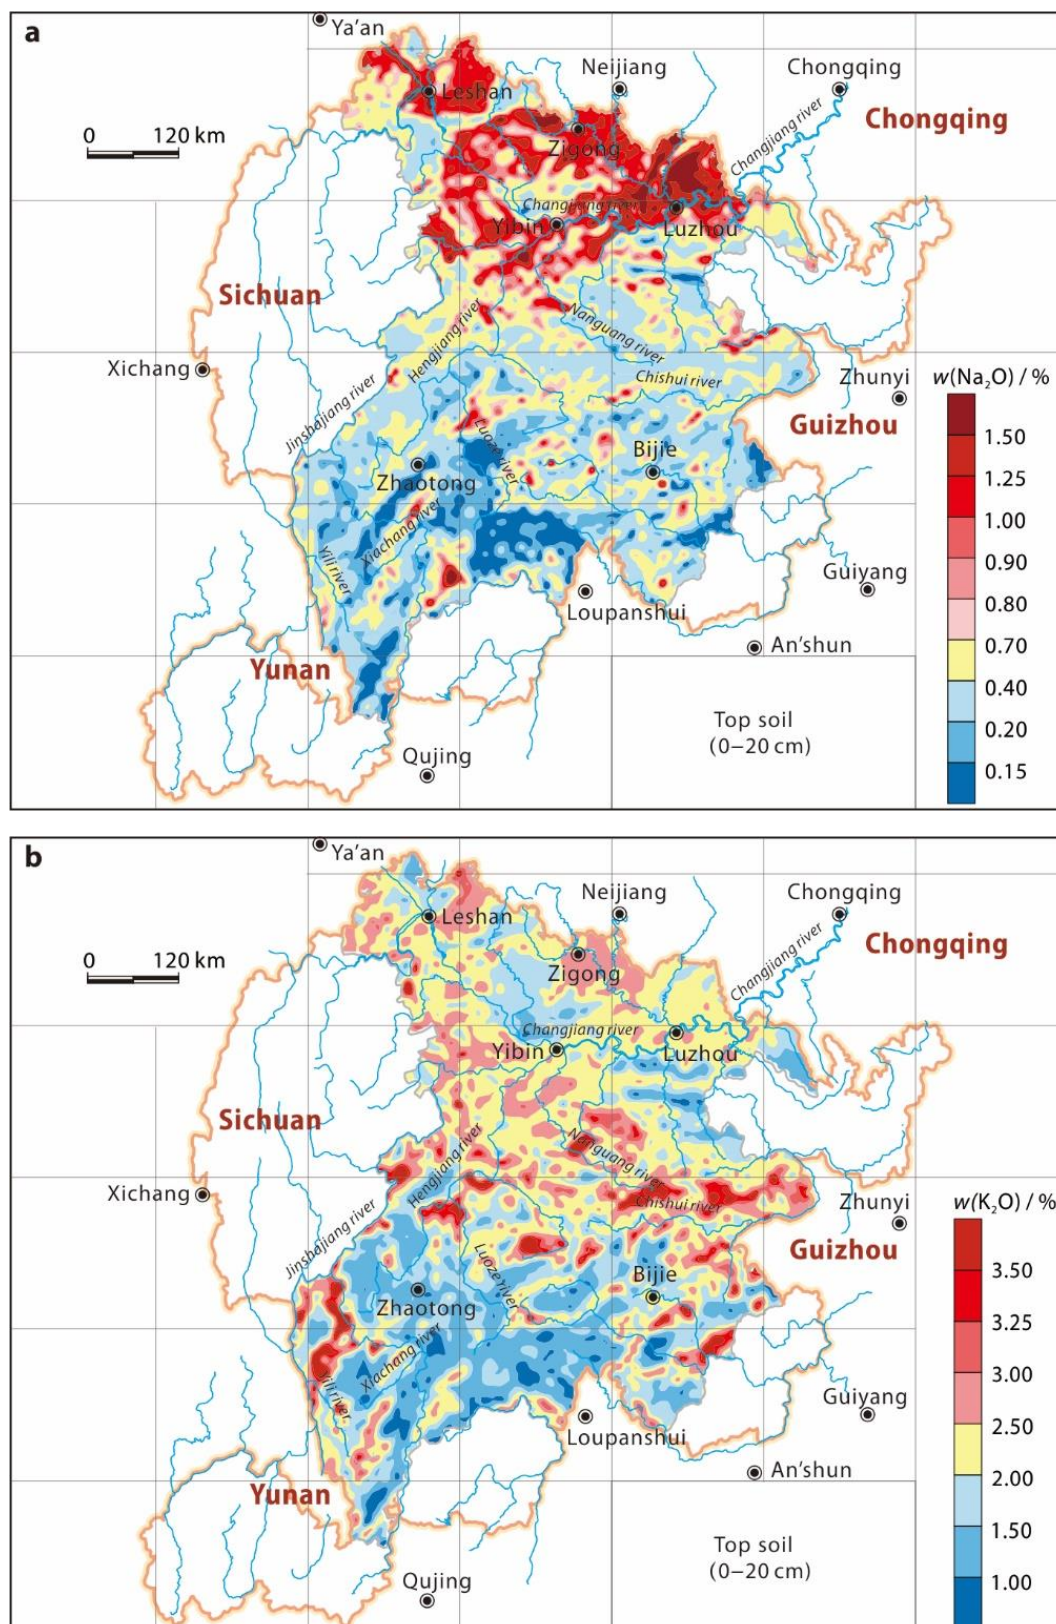 a
Ya'an
Neijiang
Chongqing
Leshan
Chongqing
0 120 km
Zigong
Changjiang river
Changjiang river
Yibin
Luzhou
Sichuan
Nanguang river
Hengjiang river
Xichang
Chishui river
Zhunyi
w(Na₂O) / %
Jinshajiang river
Guizhou
Luoze river
Bijie
Zhaotong
Xiachang river
Yili river
Guiyang
Loupanshui
An'shun
Yunan
Top soil
(0–20 cm)
Qujing
1.50
1.25
1.00
0.90
0.80
0.70
0.40
0.20
0.15
b
Ya'an
Neijiang
Chongqing
Leshan
Chongqing
0 120 km
Zigong
Changjiang river
Changjiang river
Yibin
Luzhou
Sichuan
Nanguang river
Hengjiang river
Xichang
Chishui river
Zhunyi
w(K₂O) / %
Jinshajiang river
Guizhou
Luoze river
Bijie
Zhaotong
Xiachang river
Yili river
Guiyang
Loupanshui
An'shun
Yunan
Top soil
(0–20 cm)
Qujing
3.50
3.25
3.00
2.50
2.00
1.50
1.00